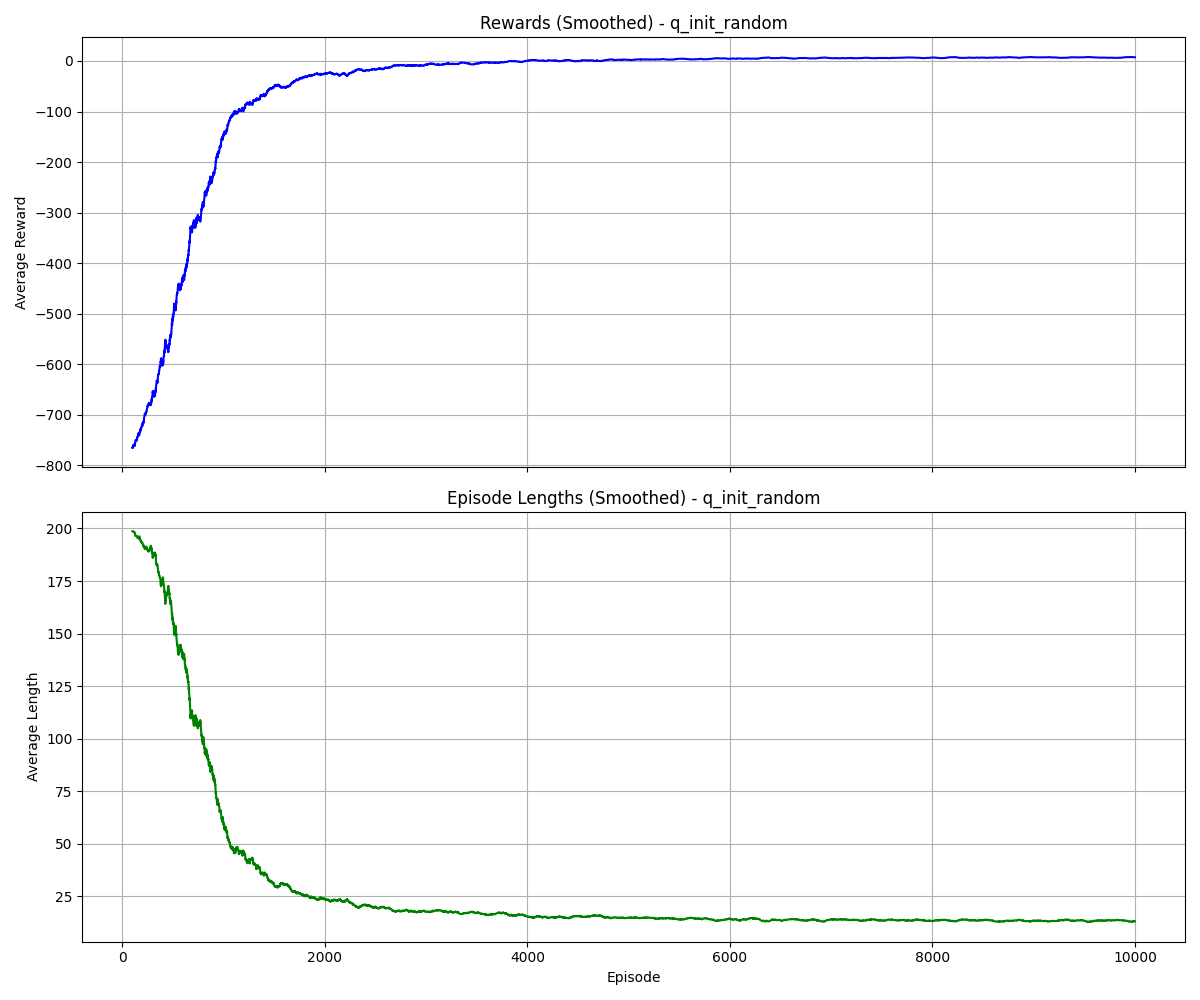 Rewards (Smoothed) - q_init_random
0
−100
−200
−300
−400
−500
−600
−700
−800
Average Reward
Episode Lengths (Smoothed) - q_init_random
200
175
150
125
100
75
50
25
Average Length
0 2000 4000 6000 8000 10000
Episode